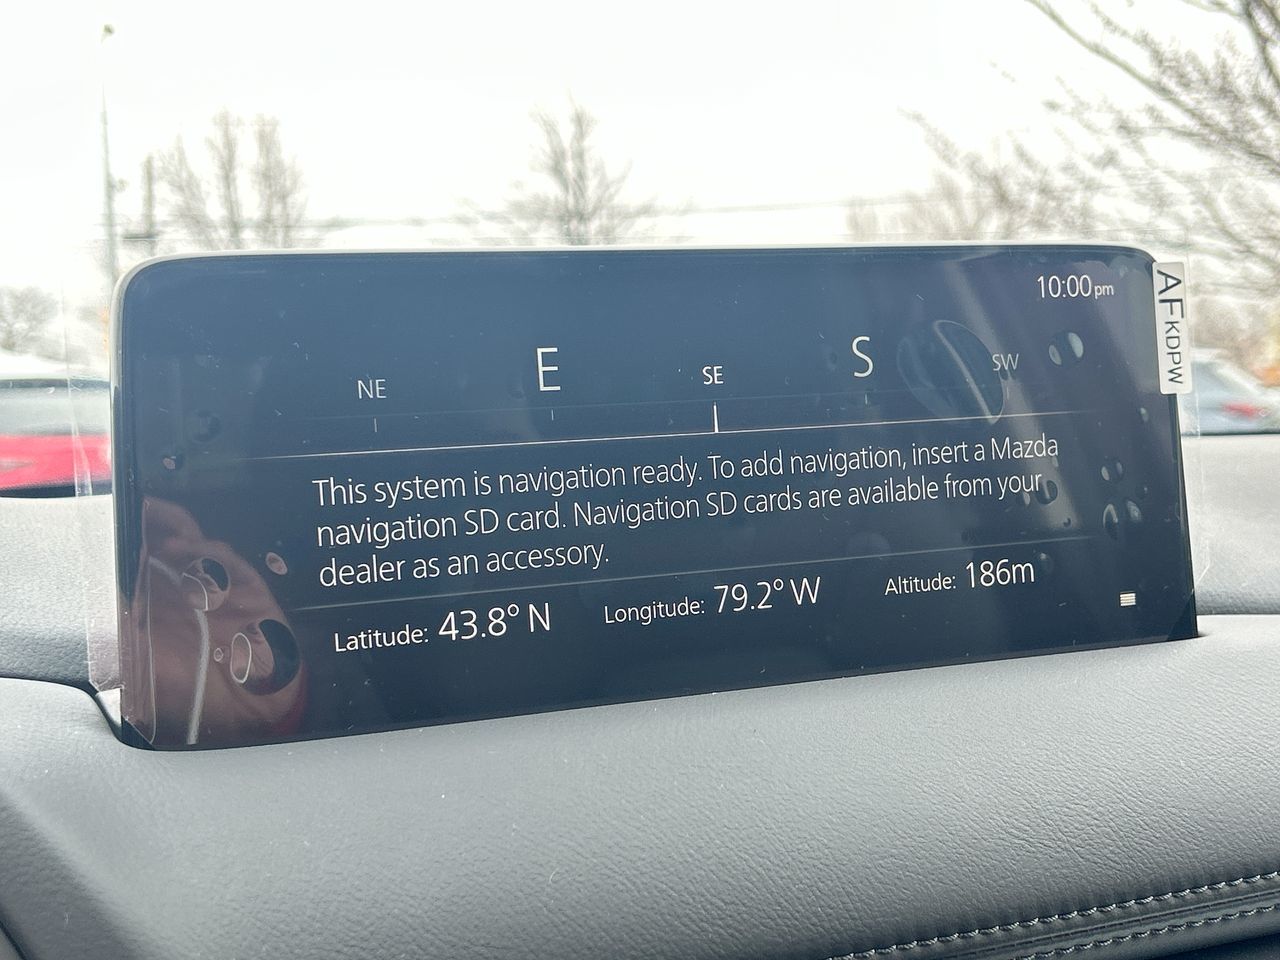 10:00 pm
NE E SE S SW
This system is navigation ready. To add navigation, insert a Mazda
navigation SD card. Navigation SD cards are available from your
dealer as an accessory.
Latitude: 43.8° N Longitude: 79.2° W Altitude: 186m
AFKDPW